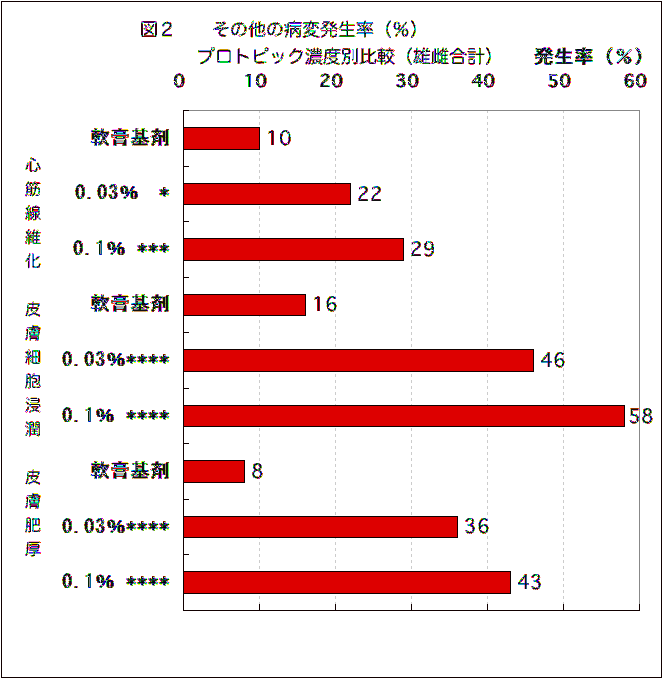 図2 その他の病変発生率（%）
プロトピック濃度別比較（雄雌合計） 発生率（%）
0 10 20 30 40 50 60
心筋線維化
軟膏基剤 10
0.03% * 22
0.1% *** 29
皮膚細胞浸潤
軟膏基剤 16
0.03%**** 46
0.1% **** 58
皮膚肥厚
軟膏基剤 8
0.03%**** 36
0.1% **** 43